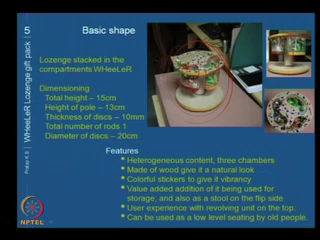 5
Basic shape
WHeeLeR Lozenge gift pack
Lozenge stacked in the
compartments WHeeLeR
Dimensioning
Total height – 15cm
Height of pole – 13cm
Thickness of discs – 10mm
Total number of rods 1
Diameter of discs – 20cm
Features
* Heterogeneous content, three chambers
* Made of wood give it a natural look
* Colorful stickers to give it vibrancy
* Value added addition of it being used for
storage, and also as a stool on the flip side
* User experience with revolving unit on the top.
* Can be used as a low level seating by old people.
NPTEL